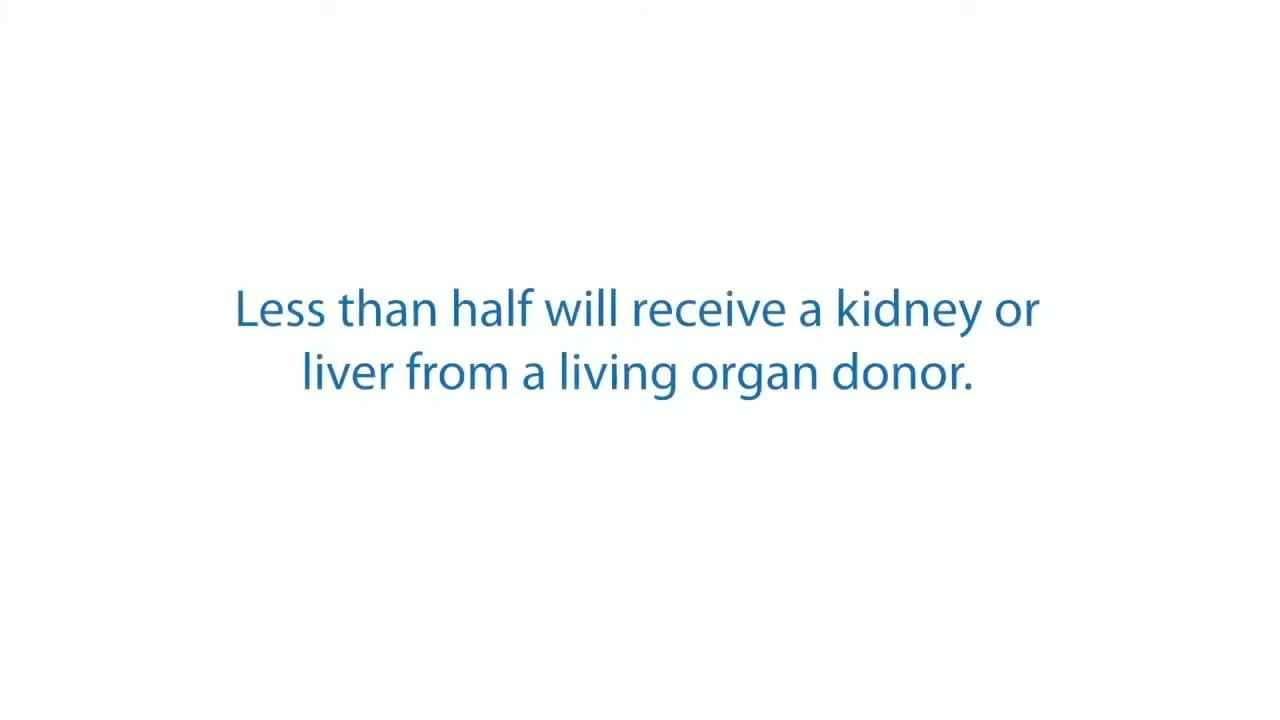 Less than half will receive a kidney or
liver from a living organ donor.